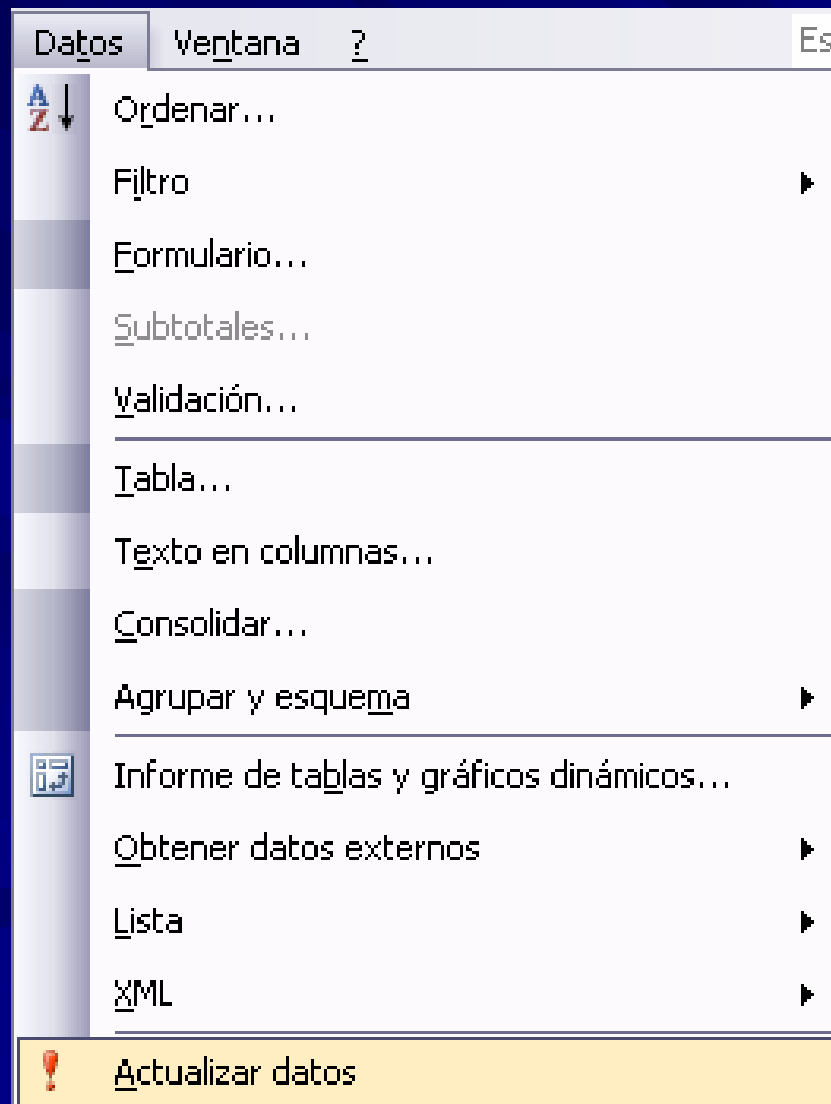 Datos Ventana ? Es
Ordenar...
Filtro
Formulario...
Subtotales...
Validación...
Tabla...
Texto en columnas...
Consolidar...
Agrupar y esquema
Informe de tablas y gráficos dinámicos...
Obtener datos externos
Lista
XML
Actualizar datos